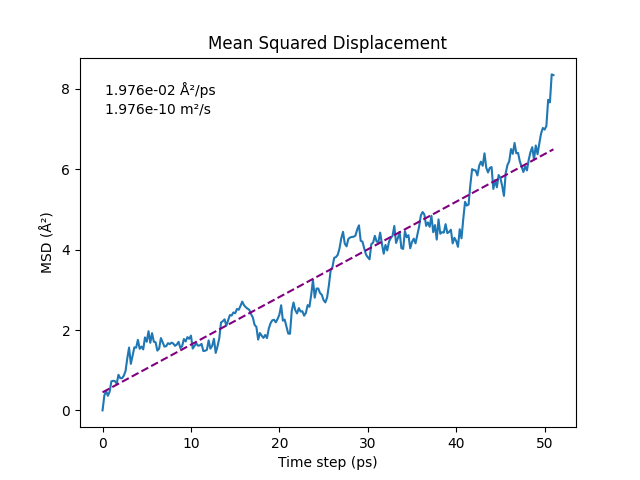 Mean Squared Displacement
1.976e-02 Å²/ps
1.976e-10 m²/s
MSD (Å²)
8
6
4
2
0
0 10 20 30 40 50
Time step (ps)